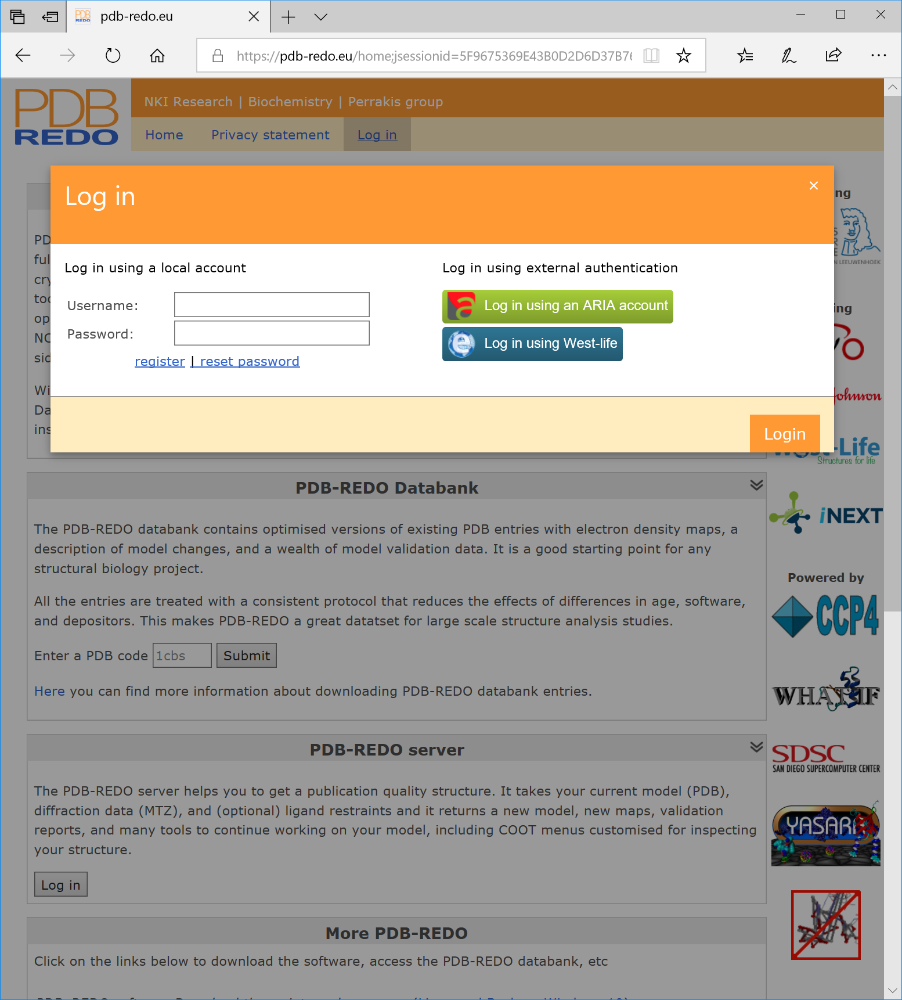 pdb-redo.eu
https://pdb-redo.eu/home;jsessionid=5F9675369E43B0D2D6D37B76
PDB
REDO
NKI Research | Biochemistry | Perrakis group
Home Privacy statement Log in
Log in
Log in using a local account
Username:
Password:
register | reset password
Log in using external authentication
Log in using an ARIA account
Log in using West-life
Login
PDB-REDO Databank
The PDB-REDO databank contains optimised versions of existing PDB entries with electron density maps, a
description of model changes, and a wealth of model validation data. It is a good starting point for any
structural biology project.
All the entries are treated with a consistent protocol that reduces the effects of differences in age, software,
and depositors. This makes PDB-REDO a great datatset for large scale structure analysis studies.
Enter a PDB code 1cbs Submit
Here you can find more information about downloading PDB-REDO databank entries.
PDB-REDO server
The PDB-REDO server helps you to get a publication quality structure. It takes your current model (PDB),
diffraction data (MTZ), and (optional) ligand restraints and it returns a new model, new maps, validation
reports, and many tools to continue working on your model, including COOT menus customised for inspecting
your structure.
Log in
More PDB-REDO
Click on the links below to download the software, access the PDB-REDO databank, etc
LEEUWENHOEK
West-Life
Structures for life
iNEXT
Powered by
CCP4
WHAT IF
SDSC
SAN DIEGO SUPERCOMPUTER CENTER
YASARA